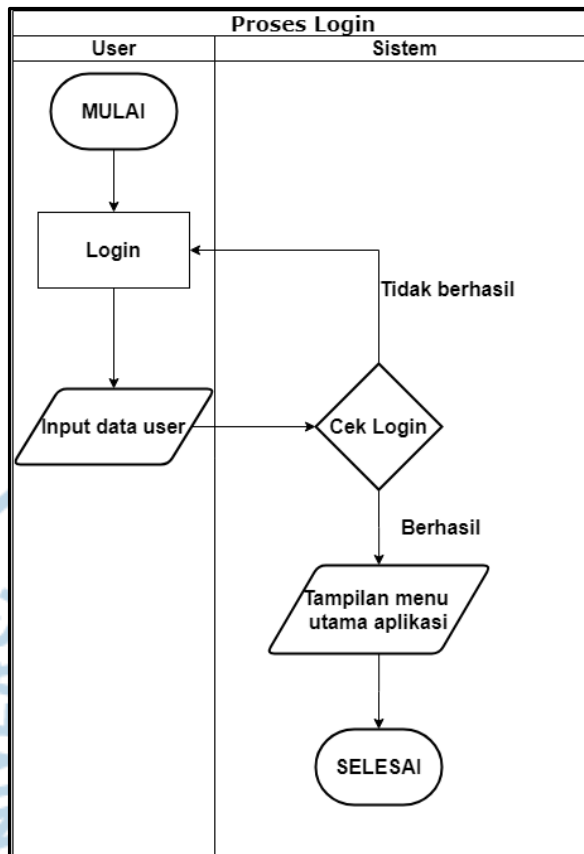 Proses Login
User
Sistem
MULAI
Login
Tidak berhasil
Input data user
Cek Login
Berhasil
Tampilan menu
utama aplikasi
SELESAI